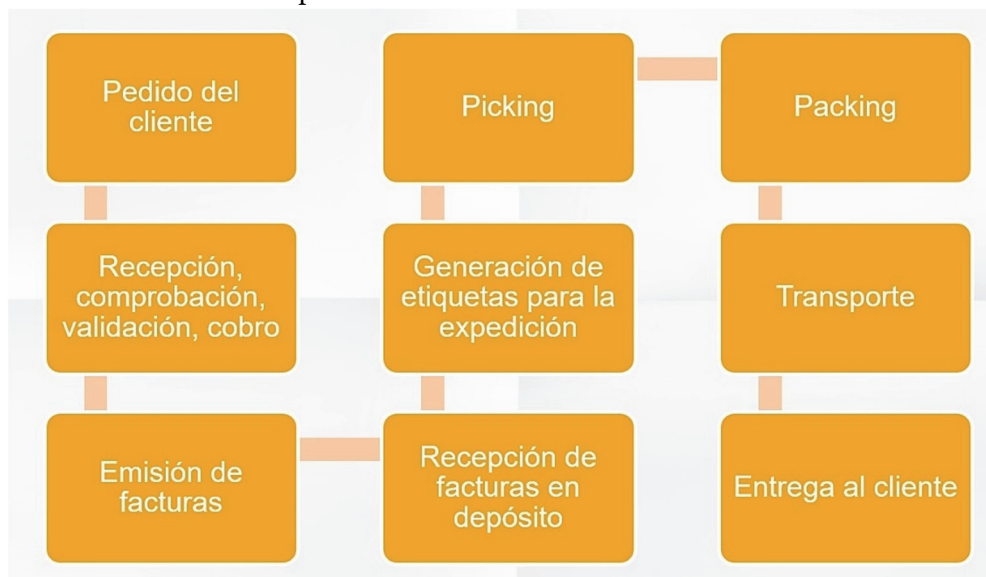 Pedido del
cliente
Recepción,
comprobación,
validación, cobro
Emisión de
facturas
Recepción de
facturas en
depósito
Generación de
etiquetas para la
expedición
Picking
Packing
Transporte
Entrega al cliente